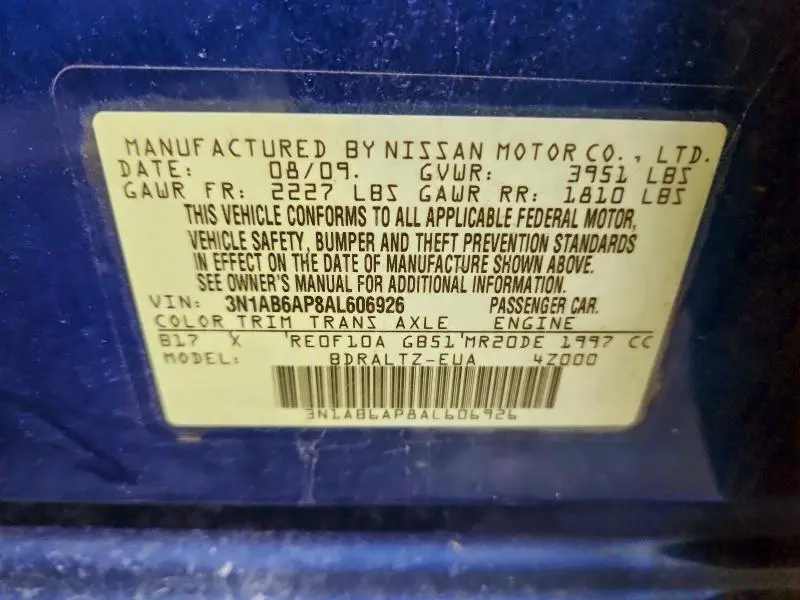 MANUFACTURED BY NISSAN MOTOR CO., LTD.
DATE: 08/09. GVWR: 3951 LBS
GAWR FR: 2227 LBS GAWR RR: 1810 LBS
THIS VEHICLE CONFORMS TO ALL APPLICABLE FEDERAL MOTOR,
VEHICLE SAFETY, BUMPER AND THEFT PREVENTION STANDARDS
IN EFFECT ON THE DATE OF MANUFACTURE SHOWN ABOVE.
SEE OWNER'S MANUAL FOR ADDITIONAL INFORMATION.
VIN: 3N1AB6AP8AL606926 PASSENGER CAR.
COLOR TRIM TRANS AXLE ENGINE
B17 X RE0F10A GB51 MR20DE 1997 CC
MODEL: BDRALTZ-EUA 4Z000
3N1AB6AP8AL606926